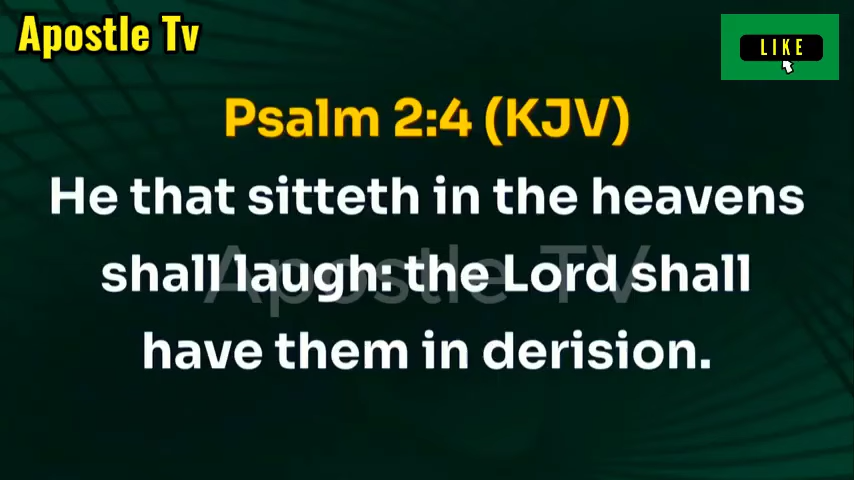 Apostle Tv
LIKE
Psalm 2:4 (KJV)
He that sitteth in the heavens
shall laugh: the Lord shall
have them in derision.
Apostle TV